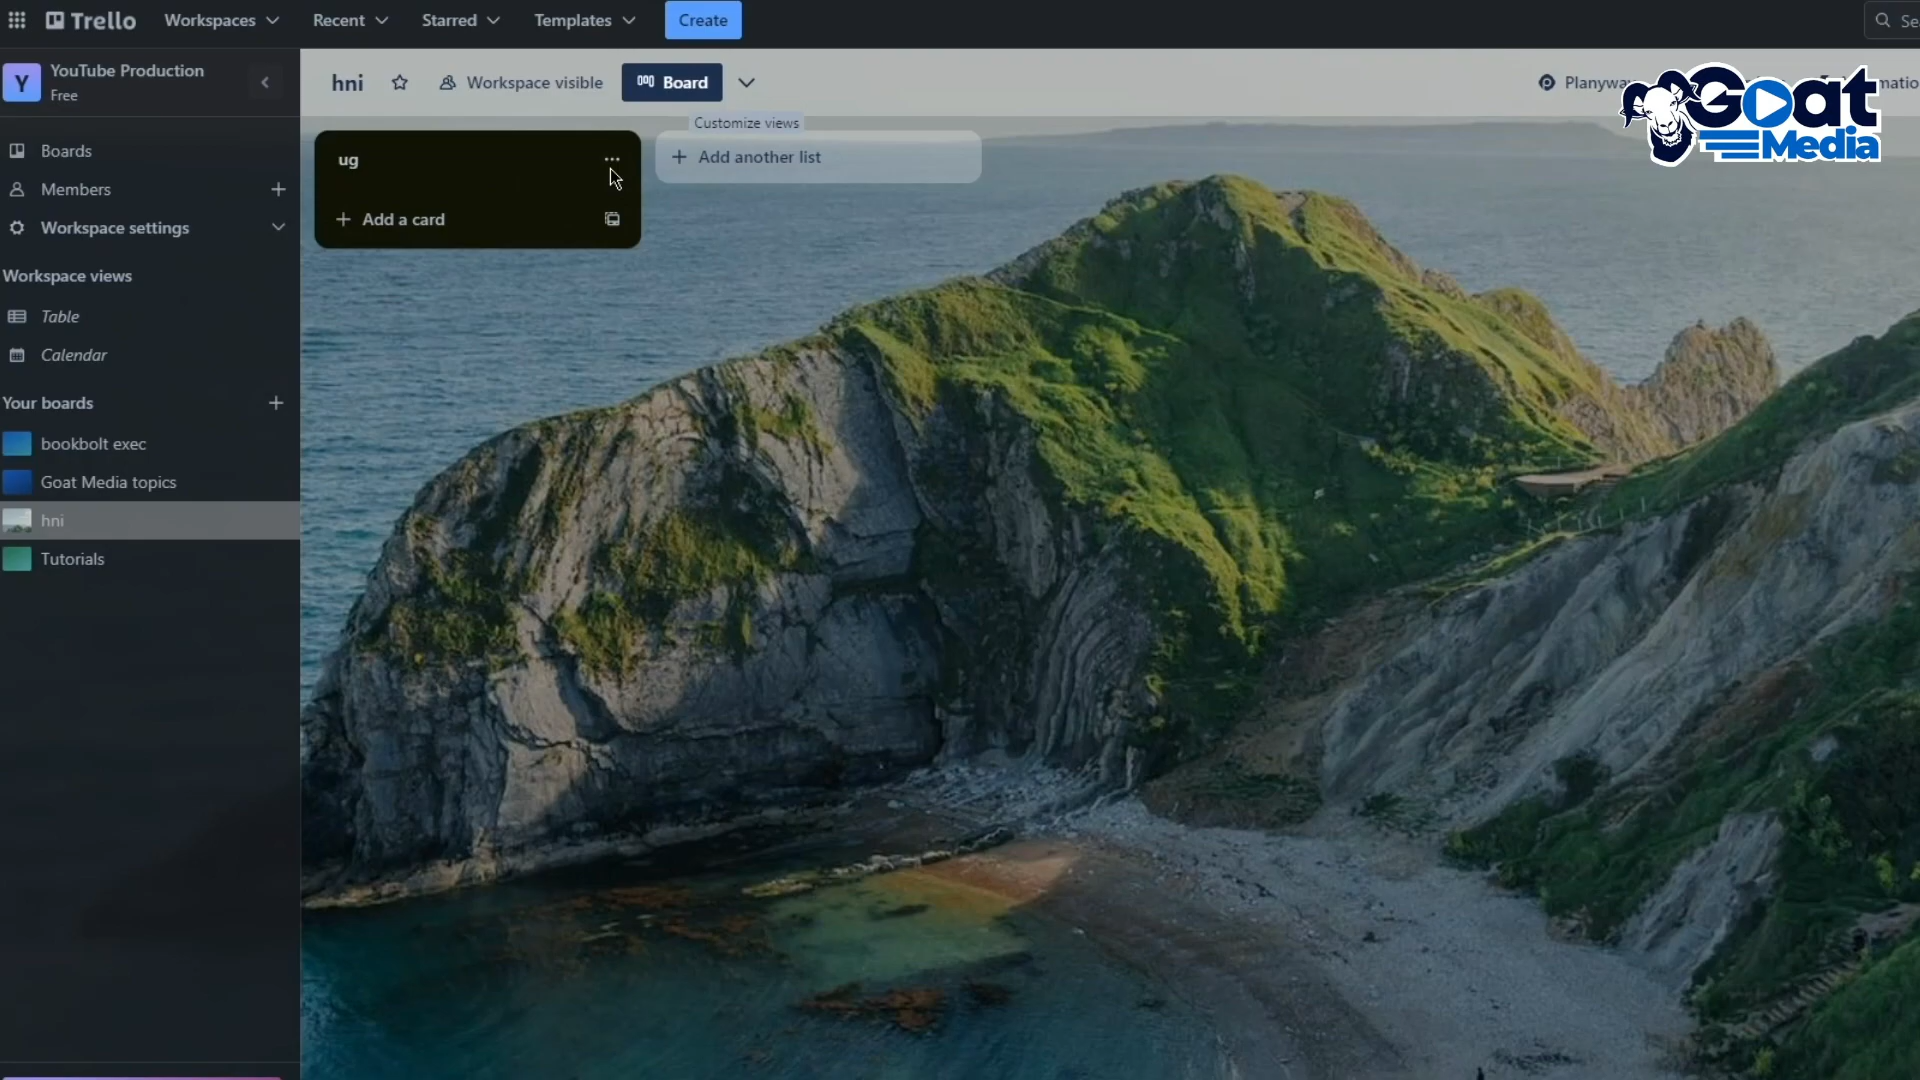 Trello Workspaces Recent Starred Templates Create
Y YouTube Production
Free
hni Workspace visible Board
Customize views
Goat
Media
Boards
Members
Workspace settings
Workspace views
Table
Calendar
Your boards
bookbolt exec
Goat Media topics
hni
Tutorials
ug
Add a card
Add another list